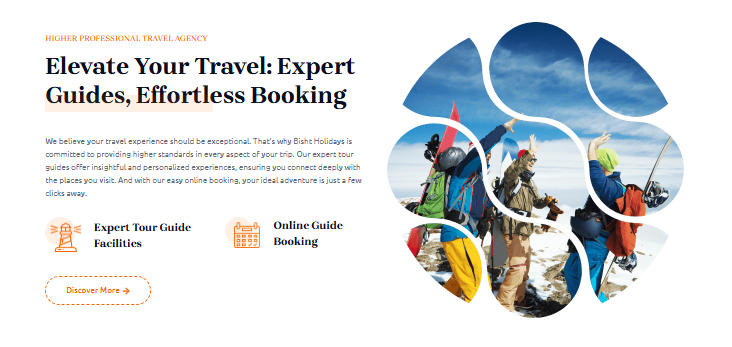 HIGHER PROFESSIONAL TRAVEL AGENCY
Elevate Your Travel: Expert
Guides, Effortless Booking
We believe your travel experience should be exceptional. That's why Bisht Holidays is
committed to providing higher standards in every aspect of your trip. Our expert tour
guides offer insightful and personalized experiences, ensuring you connect deeply with
the places you visit. And with our easy online booking, your ideal adventure is just a few
clicks away.
Expert Tour Guide
Facilities
Online Guide
Booking
Discover More →